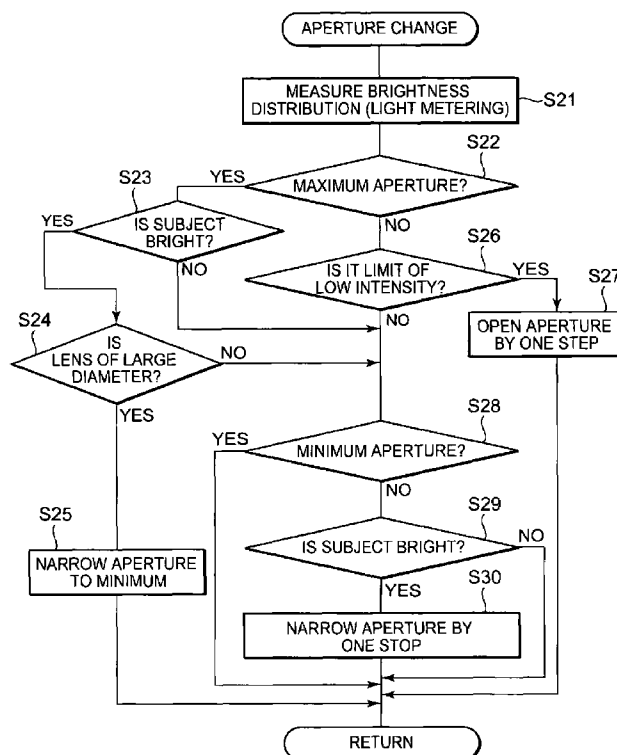 APERTURE CHANGE
MEASURE BRIGHTNESS
DISTRIBUTION (LIGHT METERING)
S21
S22
YES
MAXIMUM APERTURE?
NO
S23
YES
IS SUBJECT
BRIGHT?
NO
S26
IS IT LIMIT OF
LOW INTENSITY?
YES
NO
S27
OPEN APERTURE
BY ONE STEP
S24
IS
LENS OF LARGE
DIAMETER?
NO
YES
S28
YES
MINIMUM APERTURE?
NO
S29
IS SUBJECT BRIGHT?
NO
YES
S25
NARROW APERTURE
TO MINIMUM
S30
NARROW APERTURE BY
ONE STOP
RETURN